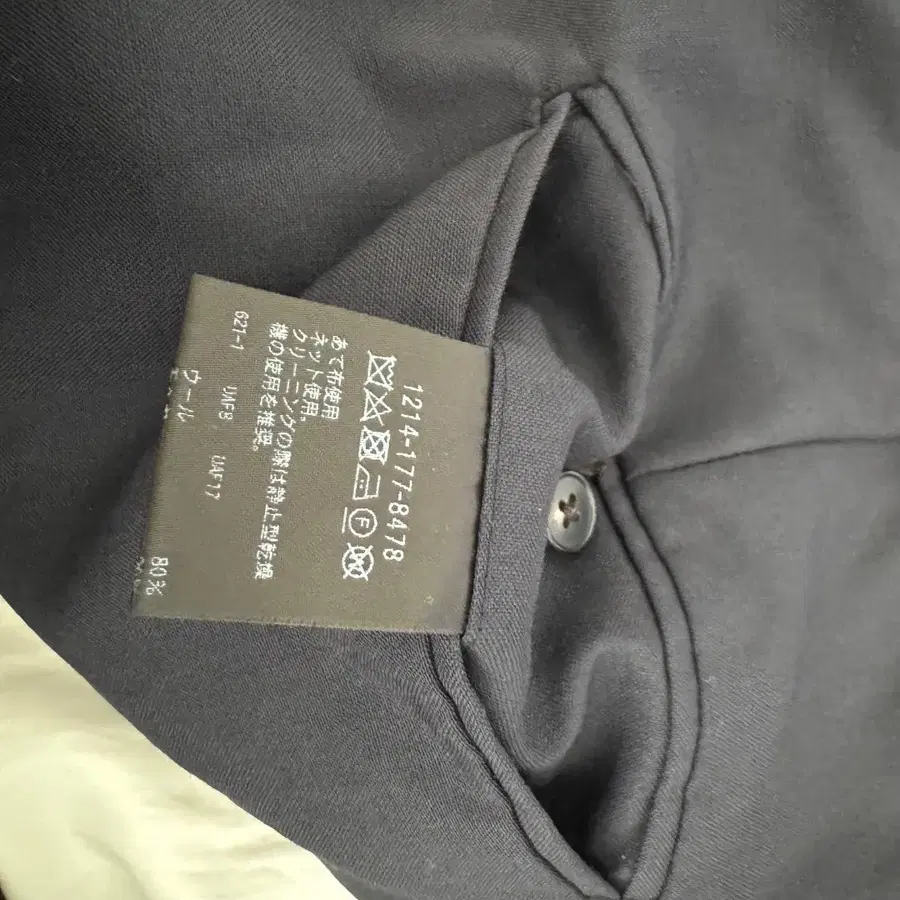 1214-177-8478
あて布使用
ネット使用。
クリーニングの際は静止型乾燥
機の使用を推奨。
621-1 UAF8 UAF17
ウール 80%